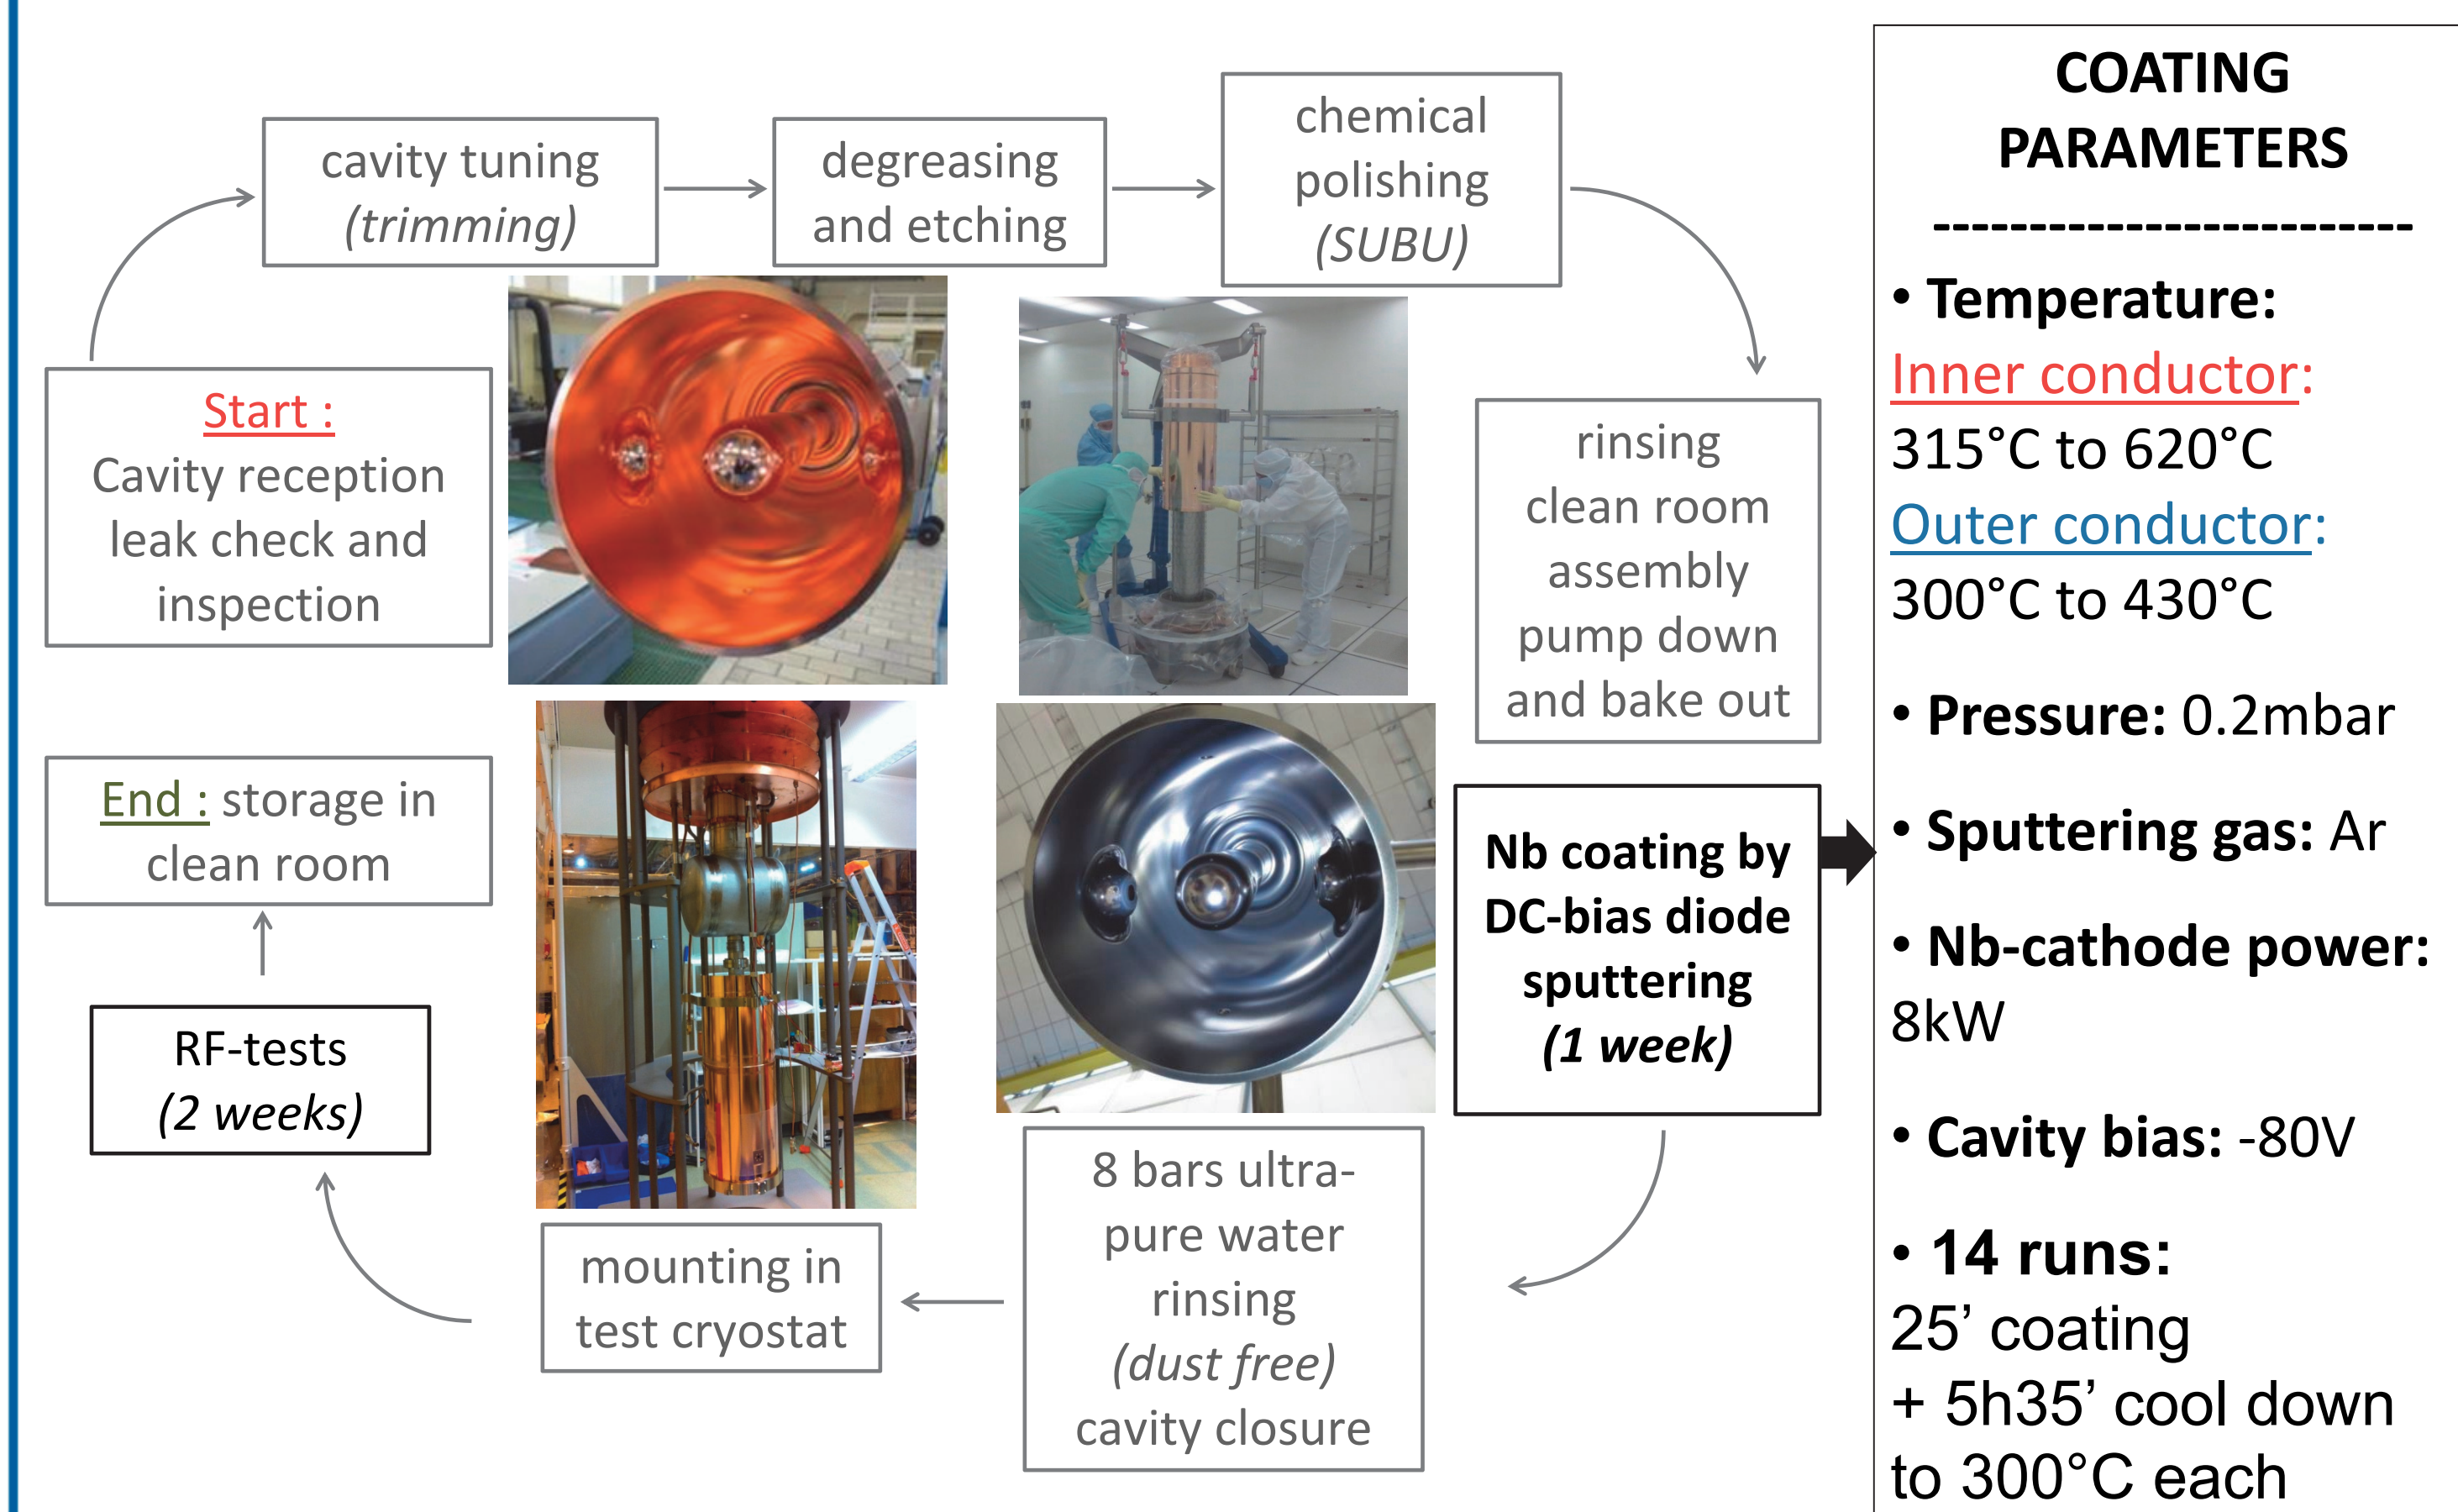 Start :
Cavity reception
leak check and
inspection
cavity tuning
(trimming)
degreasing
and etching
chemical
polishing
(SUBU)
rinsing
clean room
assembly
pump down
and bake out
Nb coating by
DC-bias diode
sputtering
(1 week)
8 bars ultra-
pure water
rinsing
(dust free)
cavity closure
mounting in
test cryostat
RF-tests
(2 weeks)
End : storage in
clean room
COATING
PARAMETERS
-------------------------
• Temperature:
Inner conductor:
315°C to 620°C
Outer conductor:
300°C to 430°C
• Pressure: 0.2mbar
• Sputtering gas: Ar
• Nb-cathode power:
8kW
• Cavity bias: -80V
• 14 runs:
25’ coating
+ 5h35’ cool down
to 300°C each